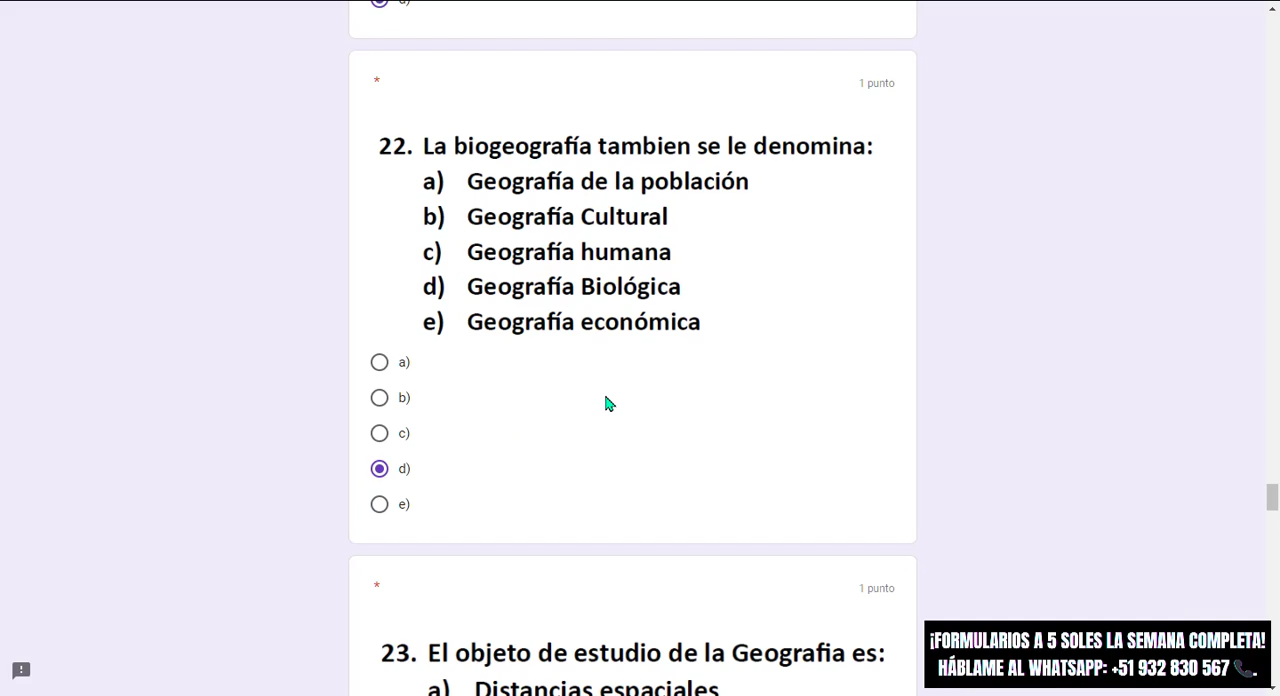 d)
*
1 punto
22. La biogeografía tambien se le denomina:
a) Geografía de la población
b) Geografía Cultural
c) Geografía humana
d) Geografía Biológica
e) Geografía económica
a)
b)
c)
d)
e)
*
1 punto
23. El objeto de estudio de la Geografia es:
a) Distancias espaciales
¡FORMULARIOS A 5 SOLES LA SEMANA COMPLETA!
HÁBLAME AL WHATSAPP: +51 932 830 567 📞.